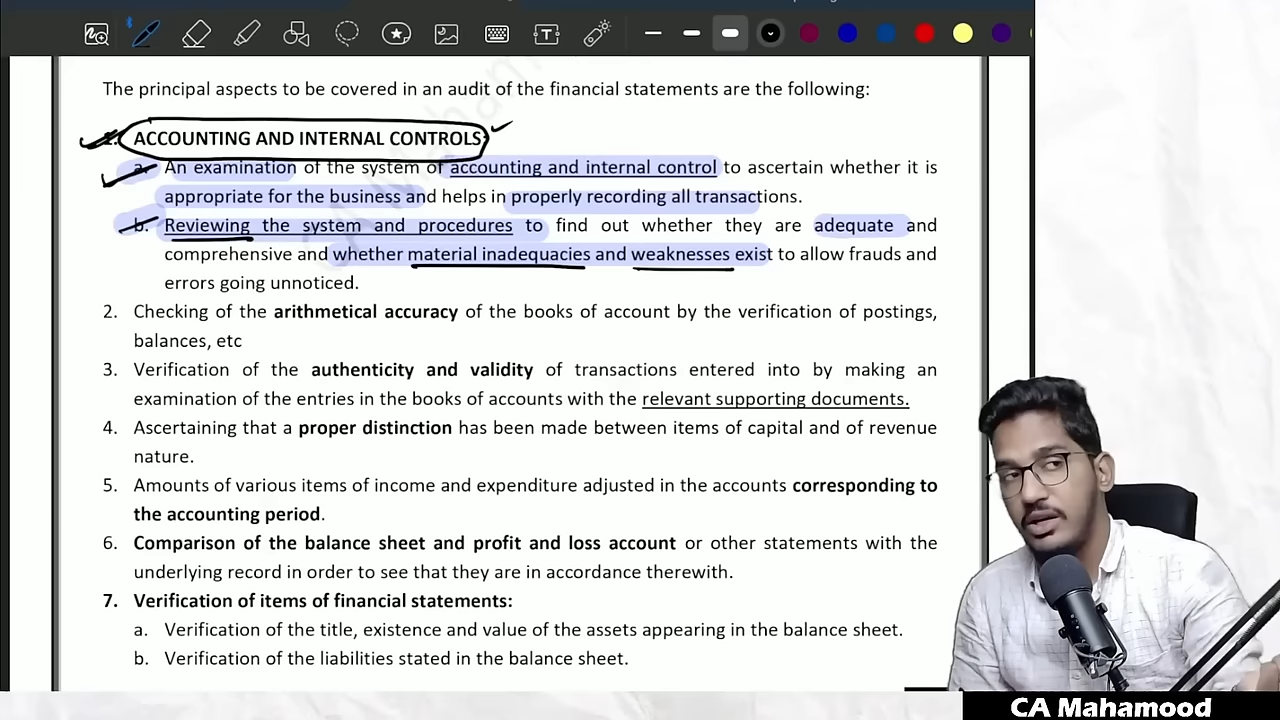 The principal aspects to be covered in an audit of the financial statements are the following:
1. ACCOUNTING AND INTERNAL CONTROLS:
a. An examination of the system of accounting and internal control to ascertain whether it is
appropriate for the business and helps in properly recording all transactions.
b. Reviewing the system and procedures to find out whether they are adequate and
comprehensive and whether material inadequacies and weaknesses exist to allow frauds and
errors going unnoticed.
2. Checking of the arithmetical accuracy of the books of account by the verification of postings,
balances, etc
3. Verification of the authenticity and validity of transactions entered into by making an
examination of the entries in the books of accounts with the relevant supporting documents.
4. Ascertaining that a proper distinction has been made between items of capital and of revenue
nature.
5. Amounts of various items of income and expenditure adjusted in the accounts corresponding to
the accounting period.
6. Comparison of the balance sheet and profit and loss account or other statements with the
underlying record in order to see that they are in accordance therewith.
7. Verification of items of financial statements:
a. Verification of the title, existence and value of the assets appearing in the balance sheet.
b. Verification of the liabilities stated in the balance sheet.
CA Mahamood